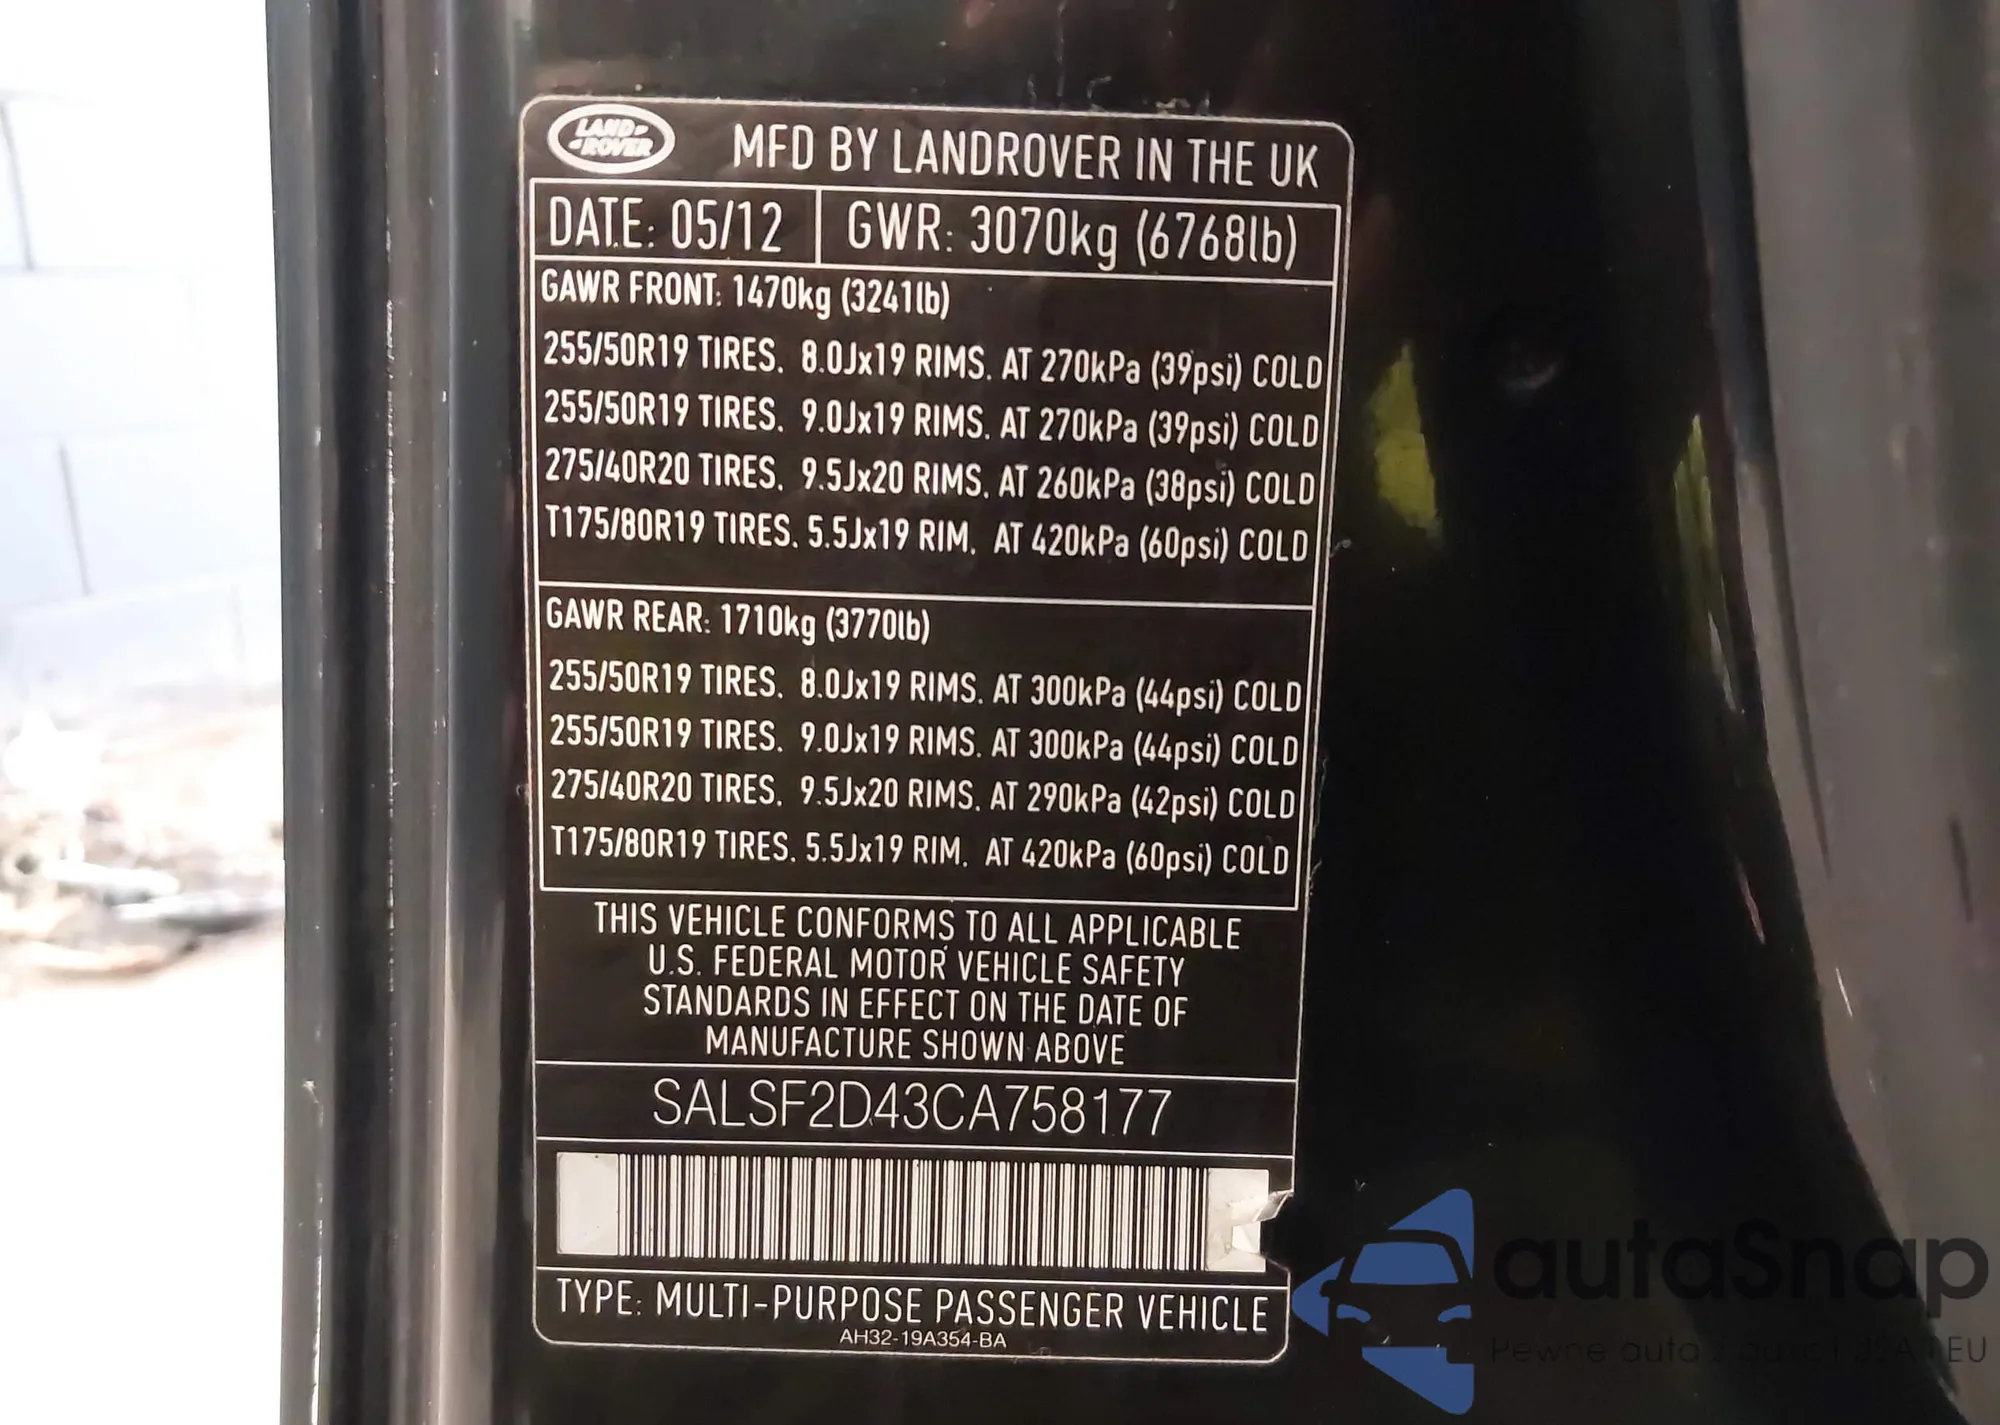 LAND-
-ROVER
MFD BY LANDROVER IN THE UK
DATE: 05/12 GWR: 3070kg (6768lb)
GAWR FRONT: 1470kg (3241lb)
255/50R19 TIRES. 8.0Jx19 RIMS. AT 270kPa (39psi) COLD
255/50R19 TIRES. 9.0Jx19 RIMS. AT 270kPa (39psi) COLD
275/40R20 TIRES. 9.5Jx20 RIMS. AT 260kPa (38psi) COLD
T175/80R19 TIRES. 5.5Jx19 RIM. AT 420kPa (60psi) COLD
GAWR REAR: 1710kg (3770lb)
255/50R19 TIRES. 8.0Jx19 RIMS. AT 300kPa (44psi) COLD
255/50R19 TIRES. 9.0Jx19 RIMS. AT 300kPa (44psi) COLD
275/40R20 TIRES. 9.5Jx20 RIMS. AT 290kPa (42psi) COLD
T175/80R19 TIRES. 5.5Jx19 RIM. AT 420kPa (60psi) COLD
THIS VEHICLE CONFORMS TO ALL APPLICABLE
U.S. FEDERAL MOTOR VEHICLE SAFETY
STANDARDS IN EFFECT ON THE DATE OF
MANUFACTURE SHOWN ABOVE
SALSF2D43CA758177
TYPE: MULTI-PURPOSE PASSENGER VEHICLE
AH32-19A354-BA
autaSnap
Pewne auta z aukcji USA i EU